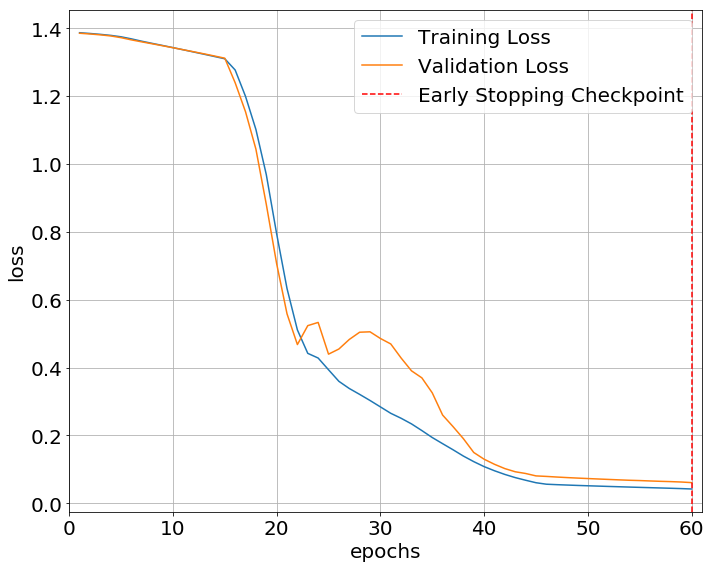 Training Loss
Validation Loss
Early Stopping Checkpoint
1.4
1.2
1.0
0.8
0.6
0.4
0.2
0.0
loss
0 10 20 30 40 50 60
epochs